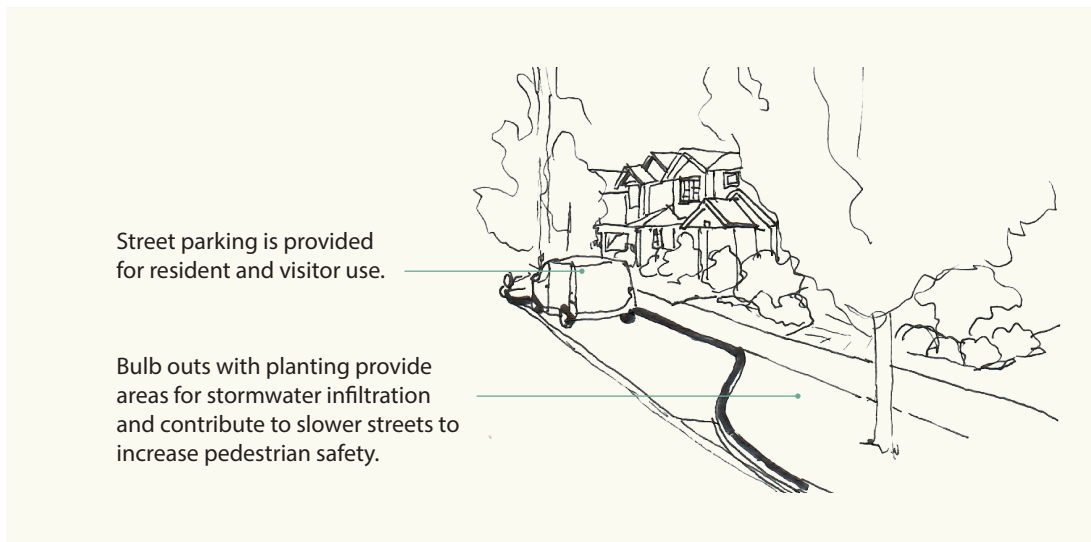 Street parking is provided
for resident and visitor use.
Bulb outs with planting provide
areas for stormwater infiltration
and contribute to slower streets to
increase pedestrian safety.